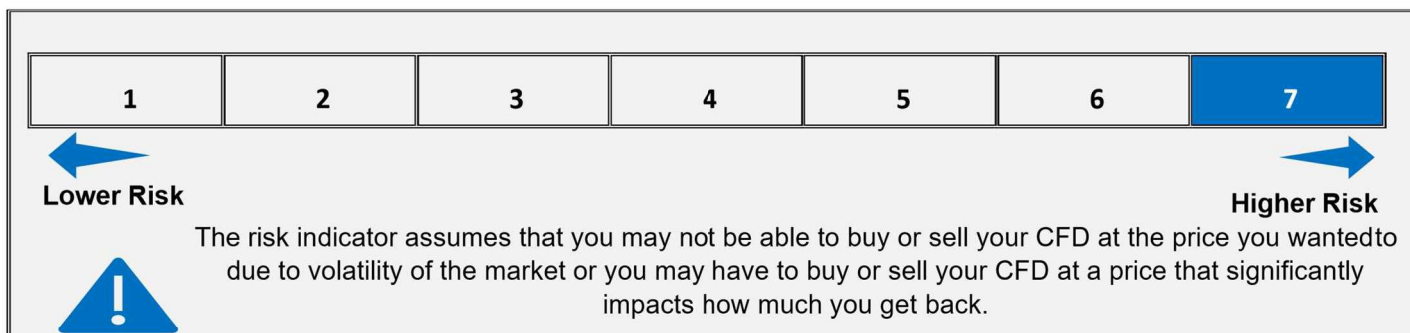 1 2 3 4 5 6 7
Lower Risk
Higher Risk
The risk indicator assumes that you may not be able to buy or sell your CFD at the price you wantedto
due to volatility of the market or you may have to buy or sell your CFD at a price that significantly
impacts how much you get back.
!